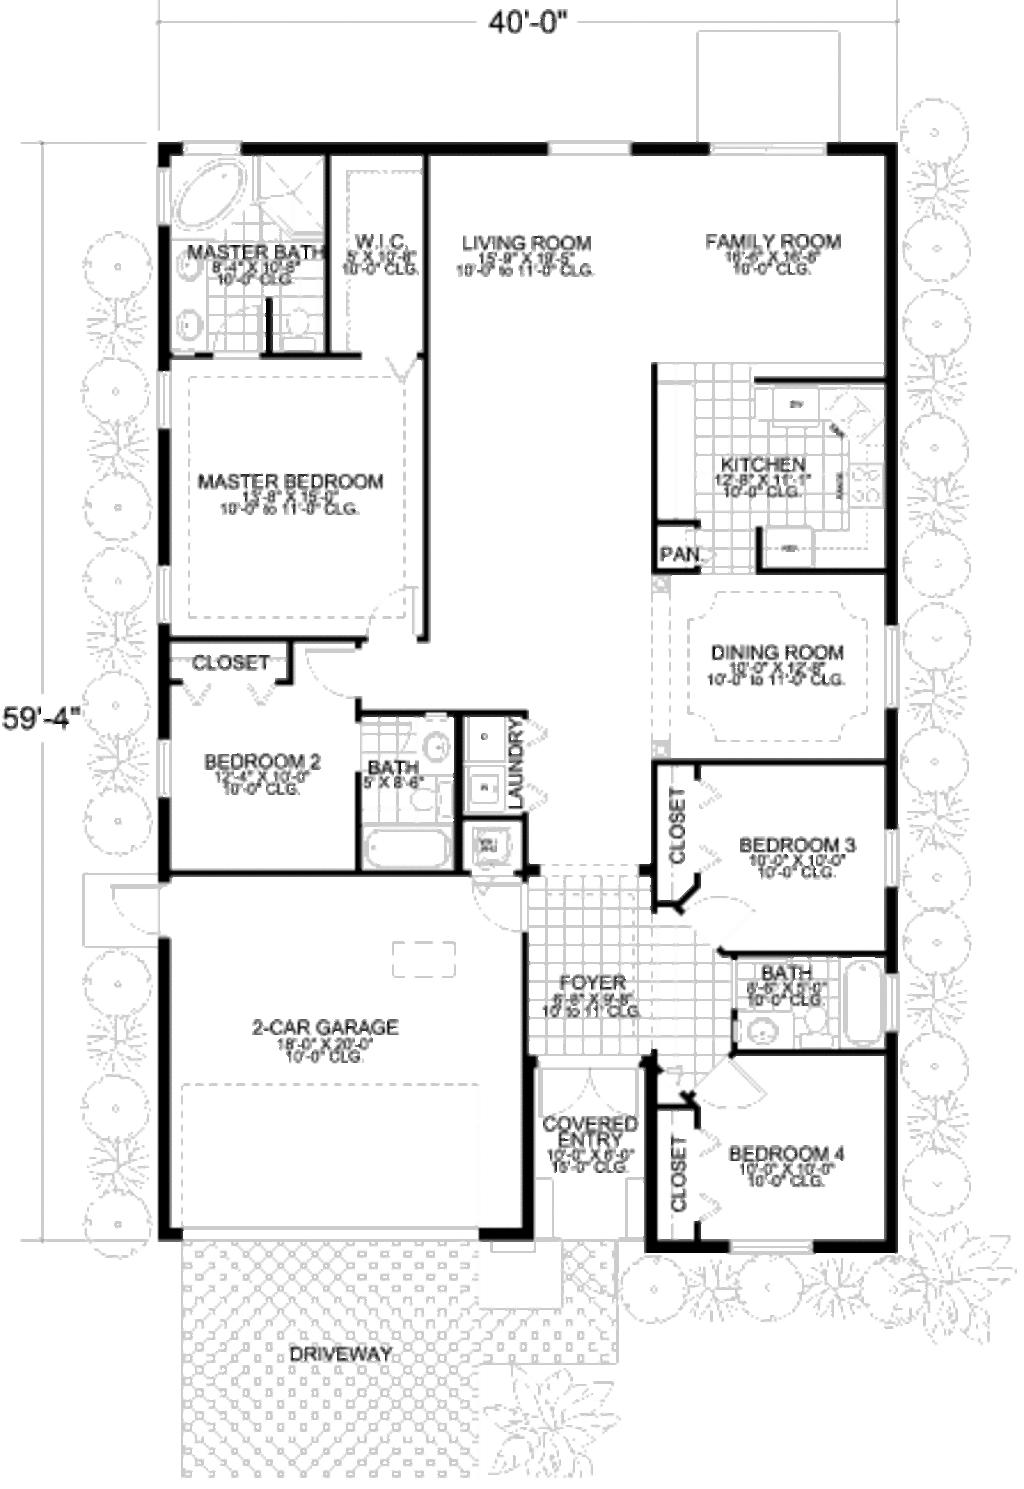 40'-0"
MASTER BATH
8'-4" X 10'-8"
10'-0" CLG.
W.I.C.
5' X 10'-8"
10'-0" CLG.
LIVING ROOM
15'-9" X 19'-5"
10'-0" to 11'-0" CLG.
FAMILY ROOM
16'-6" X 16'-8"
10'-0" CLG.
MASTER BEDROOM
13'-8" X 15'-0"
10'-0" to 11'-0" CLG.
KITCHEN
12'-8" X 11'-1"
10'-0" CLG.
PAN.
DINING ROOM
10'-0" X 12'-8"
10'-0" to 11'-0" CLG.
CLOSET
59'-4"
BEDROOM 2
12'-4" X 10'-0"
10'-0" CLG.
BATH
5' X 8'-6"
LAUNDRY
CLOSET
BEDROOM 3
10'-0" X 10'-0"
10'-0" CLG.
FOYER
6'-8" X 9'-8"
10' to 11' CLG.
BATH
8'-6" X 5'-0"
10'-0" CLG.
2-CAR GARAGE
18'-0" X 20'-0"
10'-0" CLG.
COVERED
ENTRY
10'-0" X 6'-0"
15'-0" CLG.
CLOSET
BEDROOM 4
10'-0" X 10'-0"
10'-0" CLG.
DRIVEWAY